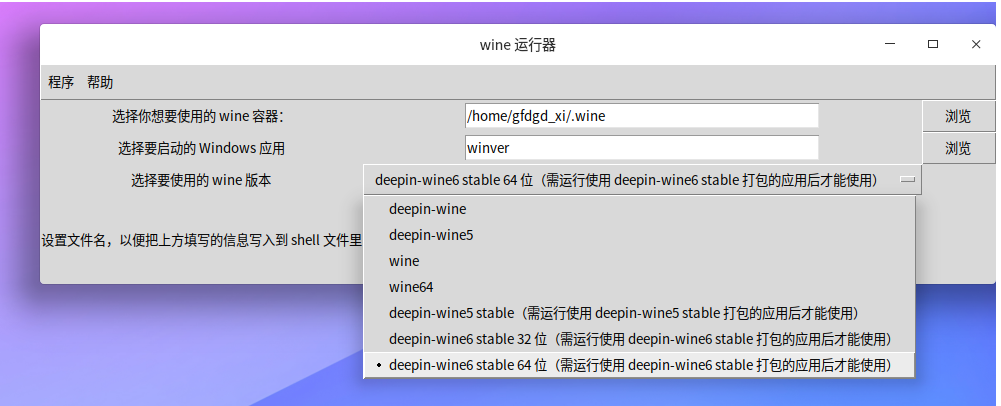 wine 运行器
程序 帮助
选择你想要使用的 wine 容器： /home/gfdgd_xi/.wine 浏览
选择要启动的 Windows 应用 winver 浏览
选择要使用的 wine 版本 deepin-wine6 stable 64 位（需运行使用 deepin-wine6 stable 打包的应用后才能使用）
deepin-wine
deepin-wine5
设置文件名，以便把上方填写的信息写入到 shell 文件里
wine
wine64
deepin-wine5 stable（需运行使用 deepin-wine5 stable 打包的应用后才能使用）
deepin-wine6 stable 32 位（需运行使用 deepin-wine6 stable 打包的应用后才能使用）
deepin-wine6 stable 64 位（需运行使用 deepin-wine6 stable 打包的应用后才能使用）